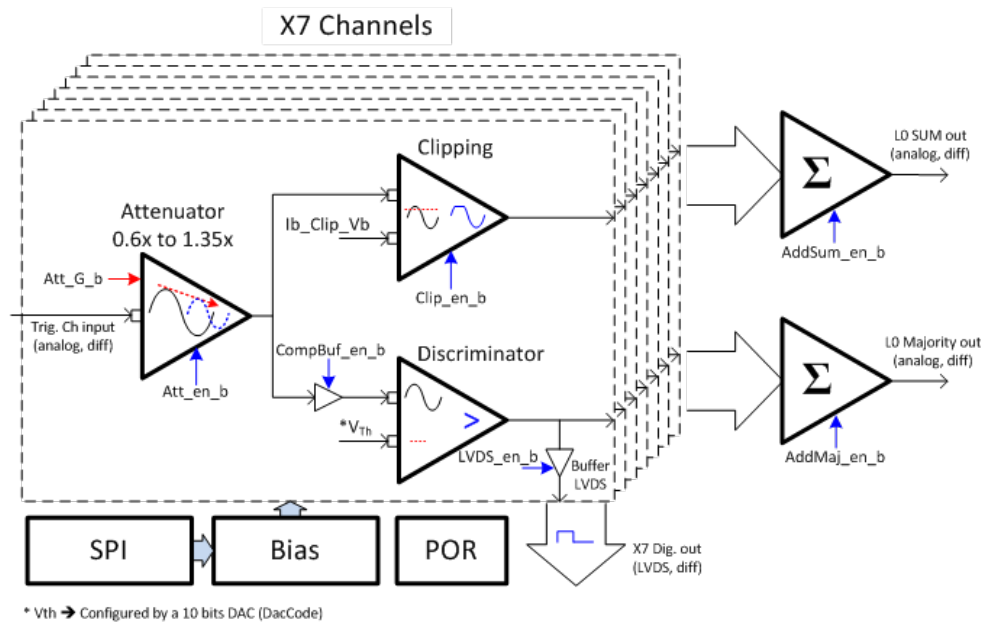 X7 Channels
Clipping
Attenuator
0.6x to 1.35x
Ib_Clip_Vb
Att_G_b
Trig. Ch input
(analog, diff)
Att_en_b
Clip_en_b
CompBuf_en_b
Discriminator
*VTh
>
LVDS_en_b
Buffer
LVDS
Σ
L0 SUM out
(analog, diff)
AddSum_en_b
Σ
L0 Majority out
(analog, diff)
AddMaj_en_b
SPI
Bias
POR
X7 Dig. out
(LVDS, diff)
* Vth ➔ Configured by a 10 bits DAC (DacCode)